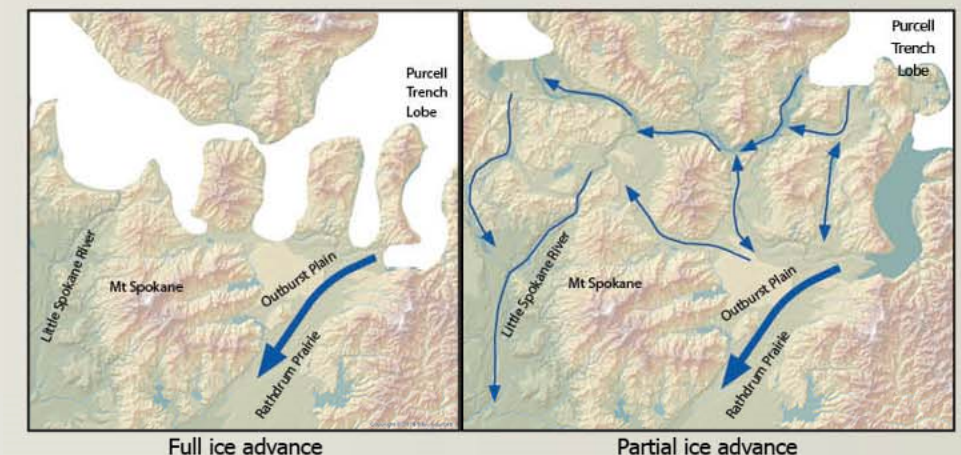 Purcell
Trench
Lobe
Little Spokane River
Mt Spokane
Outburst Plain
Rathdrum Prairie
Full ice advance
Purcell
Trench
Lobe
Little Spokane River
Mt Spokane
Outburst Plain
Rathdrum Prairie
Partial ice advance